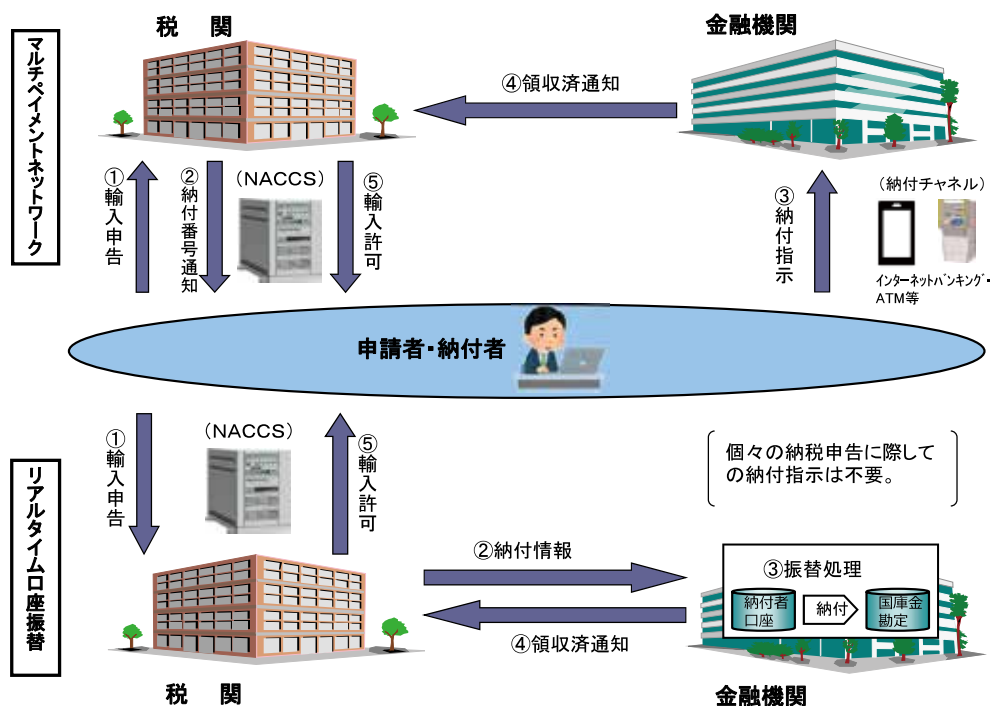 税　関
金融機関
マルチペイメントネットワーク
④領収済通知
①輸入申告
②納付番号通知
(NACCS)
⑤輸入許可
③納付指示
(納付チャネル)
インターネットバンキング・
ATM等
申請者・納付者
リアルタイム口座振替
①輸入申告
(NACCS)
⑤輸入許可
個々の納税申告に際して
の納付指示は不要。
②納付情報
④領収済通知
③振替処理
納付者
口座
納付
国庫金
勘定
税　関
金融機関